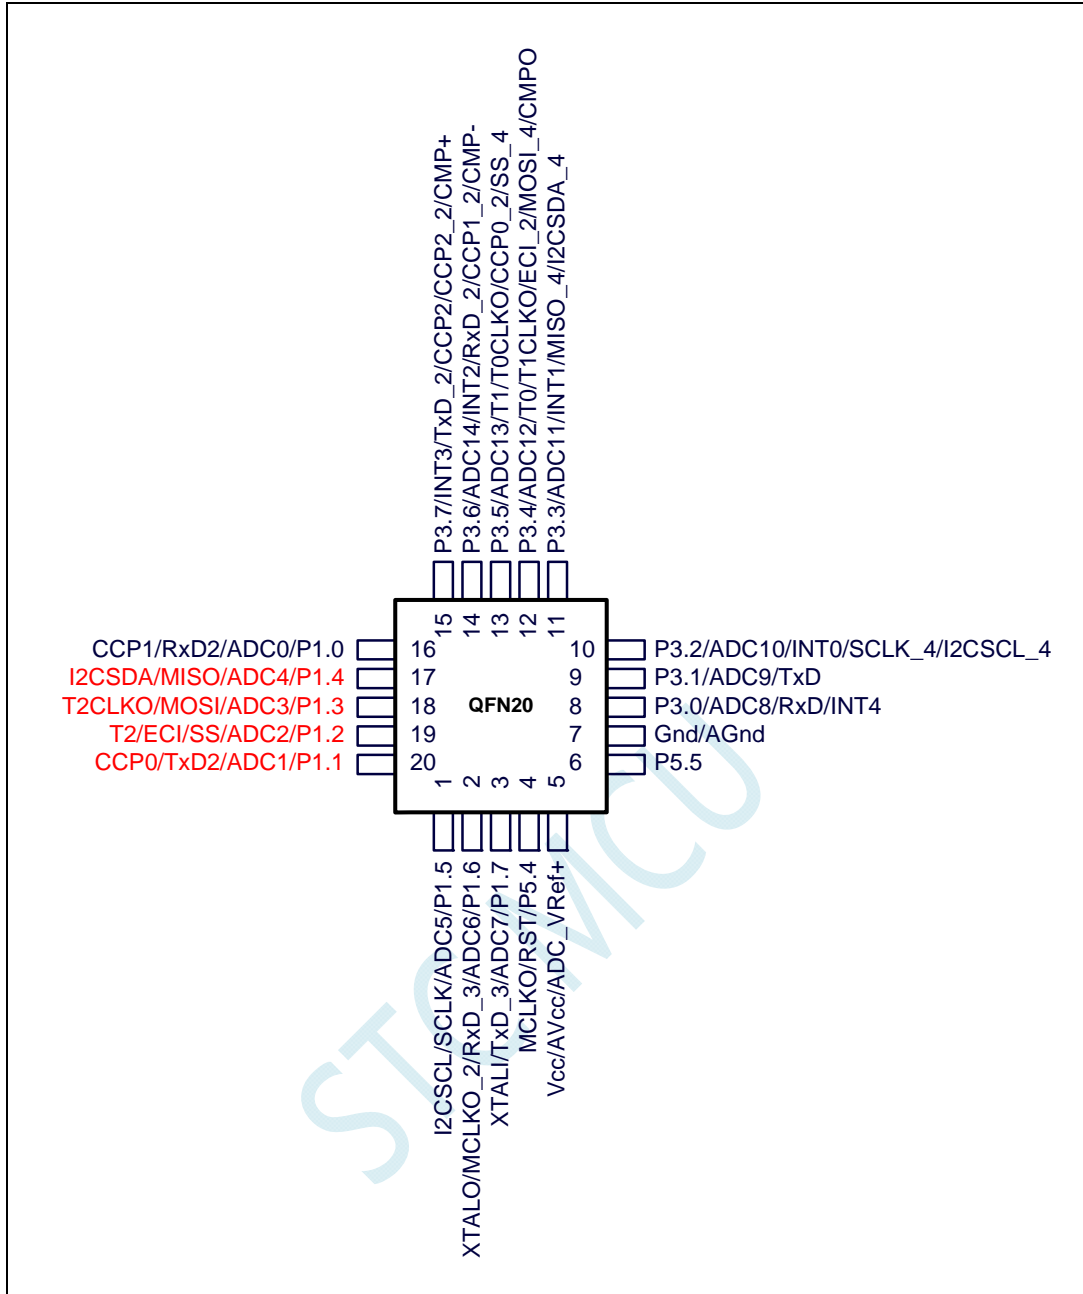 P3.7/INT3/TxD_2/CCP2/CCP2_2/CMP+
P3.6/ADC14/INT2/RxD_2/CCP1_2/CMP-
P3.5/ADC13/T1/T0CLKO/CCP0_2/SS_4
P3.4/ADC12/T0/T1CLKO/ECI_2/MOSI_4/CMPO
P3.3/ADC11/INT1/MISO_4/I2CSDA_4
15
14
13
12
11
CCP1/RxD2/ADC0/P1.0
16
I2CSDA/MISO/ADC4/P1.4
17
T2CLKO/MOSI/ADC3/P1.3
18
T2/ECI/SS/ADC2/P1.2
19
CCP0/TxD2/ADC1/P1.1
20
QFN20
10
P3.2/ADC10/INT0/SCLK_4/I2CSCL_4
9
P3.1/ADC9/TxD
8
P3.0/ADC8/RxD/INT4
7
Gnd/AGnd
6
P5.5
1
2
3
4
5
I2CSCL/SCLK/ADC5/P1.5
XTALO/MCLKO_2/RxD_3/ADC6/P1.6
XTALI/TxD_3/ADC7/P1.7
MCLKO/RST/P5.4
Vcc/AVcc/ADC_VRef+
STC MCU